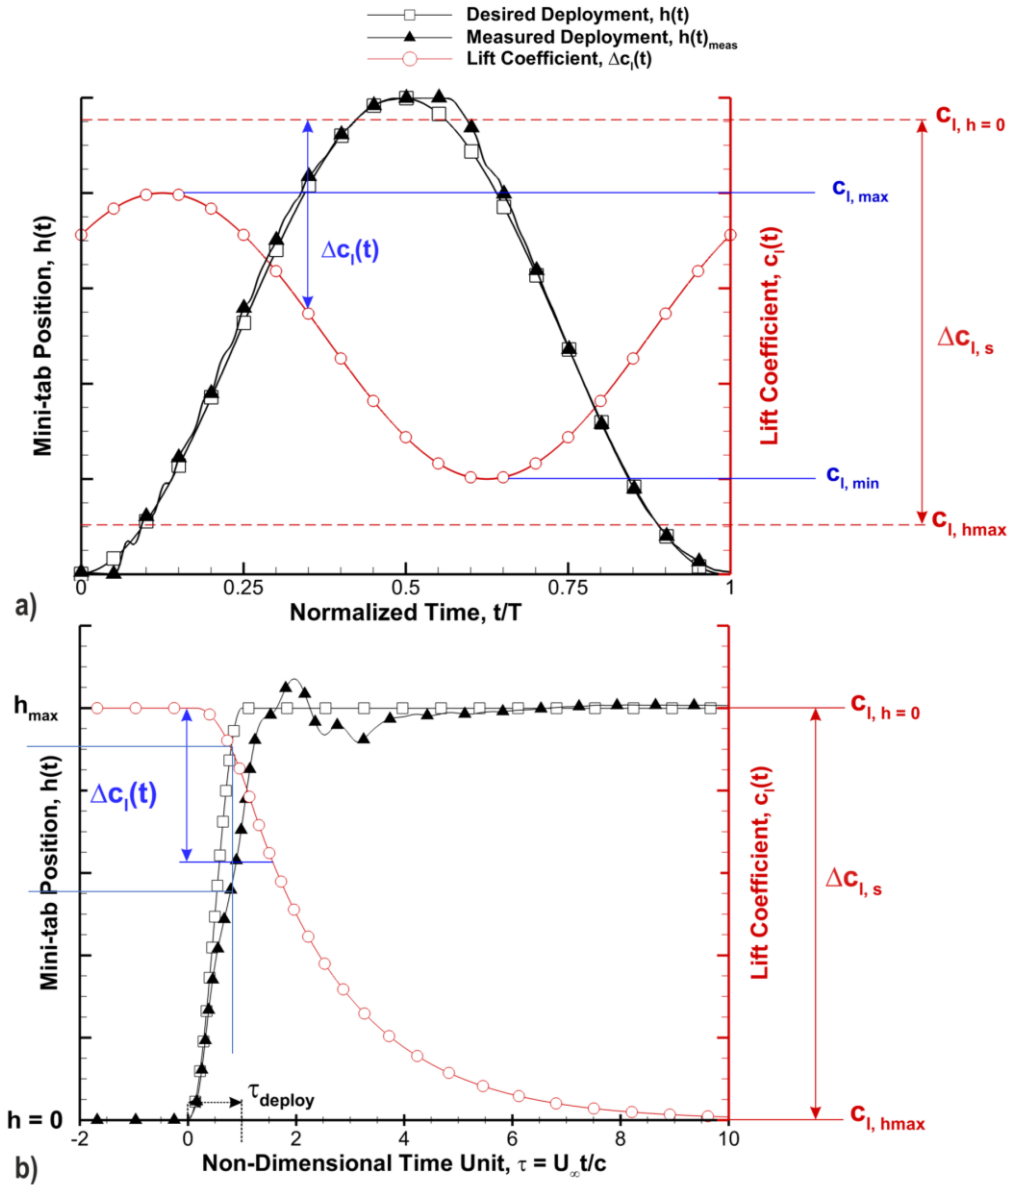 Desired Deployment, h(t)
Measured Deployment, h(t)meas
Lift Coefficient, Δcl(t)
Mini-tab Position, h(t)
Δcl(t)
cl, h = 0
cl, max
Lift Coefficient, cl(t)
Δcl, s
cl, min
cl, hmax
0 0.25 0.5 0.75 1
a)
Normalized Time, t/T
hmax
Mini-tab Position, h(t)
Δcl(t)
cl, h = 0
Lift Coefficient, cl(t)
Δcl, s
τdeploy
h = 0
cl, hmax
-2 0 2 4 6 8 10
b)
Non-Dimensional Time Unit, τ = U∞t/c